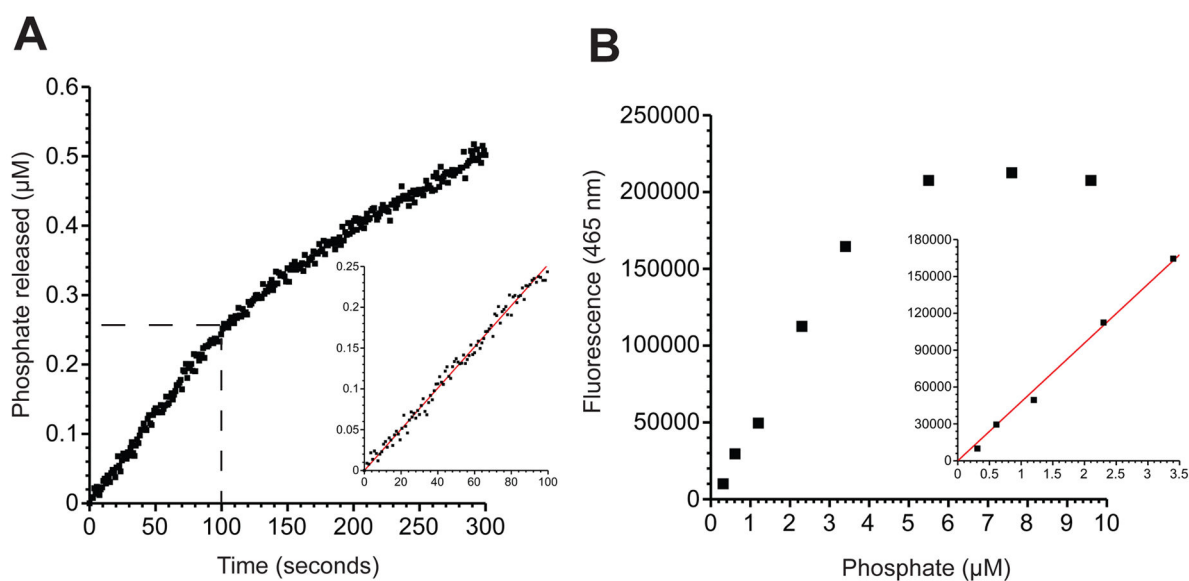 A
Phosphate released (µM)
0.6
0.5
0.4
0.3
0.2
0.1
0
0 50 100 150 200 250 300
Time (seconds)
0.25
0.2
0.15
0.1
0.05
0
0 20 40 60 80 100
B
Fluorescence (465 nm)
250000
200000
150000
100000
50000
0
0 1 2 3 4 5 6 7 8 9 10
Phosphate (µM)
180000
150000
120000
90000
60000
30000
0
0 0.5 1 1.5 2 2.5 3 3.5